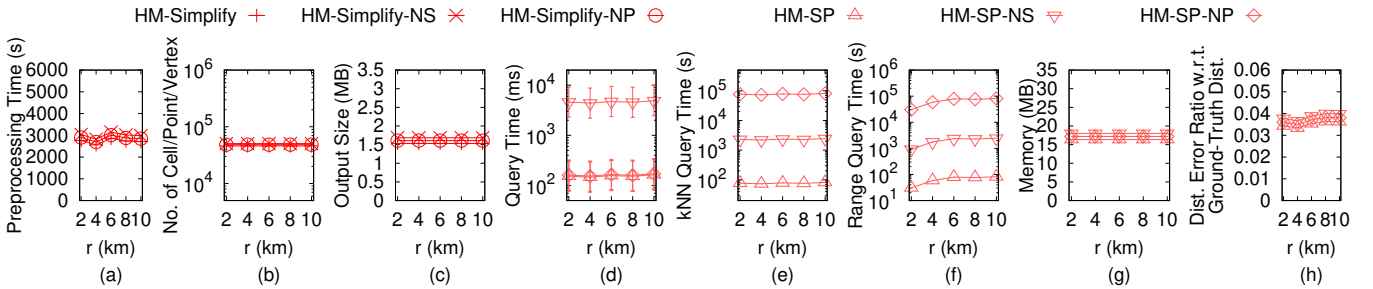 HM-Simplify
HM-Simplify-NS
HM-Simplify-NP
HM-SP
HM-SP-NS
HM-SP-NP
Preprocessing Time (s)
6000
5000
4000
3000
2000
1000
0
2 4 6 8 10
r (km)
(a)
No. of Cell/Point/Vertex
10^6
10^5
10^4
2 4 6 8 10
r (km)
(b)
Output Size (MB)
3.5
3
2.5
2
1.5
1
0.5
0
2 4 6 8 10
r (km)
(c)
Query Time (ms)
10^4
10^3
10^2
2 4 6 8 10
r (km)
(d)
kNN Query Time (s)
10^5
10^4
10^3
10^2
2 4 6 8 10
r (km)
(e)
Range Query Time (s)
10^6
10^5
10^4
10^3
10^2
10^1
2 4 6 8 10
r (km)
(f)
Memory (MB)
35
30
25
20
15
10
5
0
2 4 6 8 10
r (km)
(g)
Dist. Error Ratio w.r.t.
Ground-Truth Dist.
0.06
0.05
0.04
0.03
0.02
0.01
0
2 4 6 8 10
r (km)
(h)